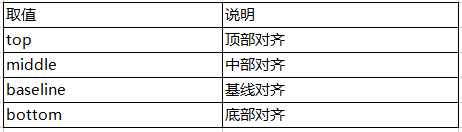 取值 说明
top 顶部对齐
middle 中部对齐
baseline 基线对齐
bottom 底部对齐